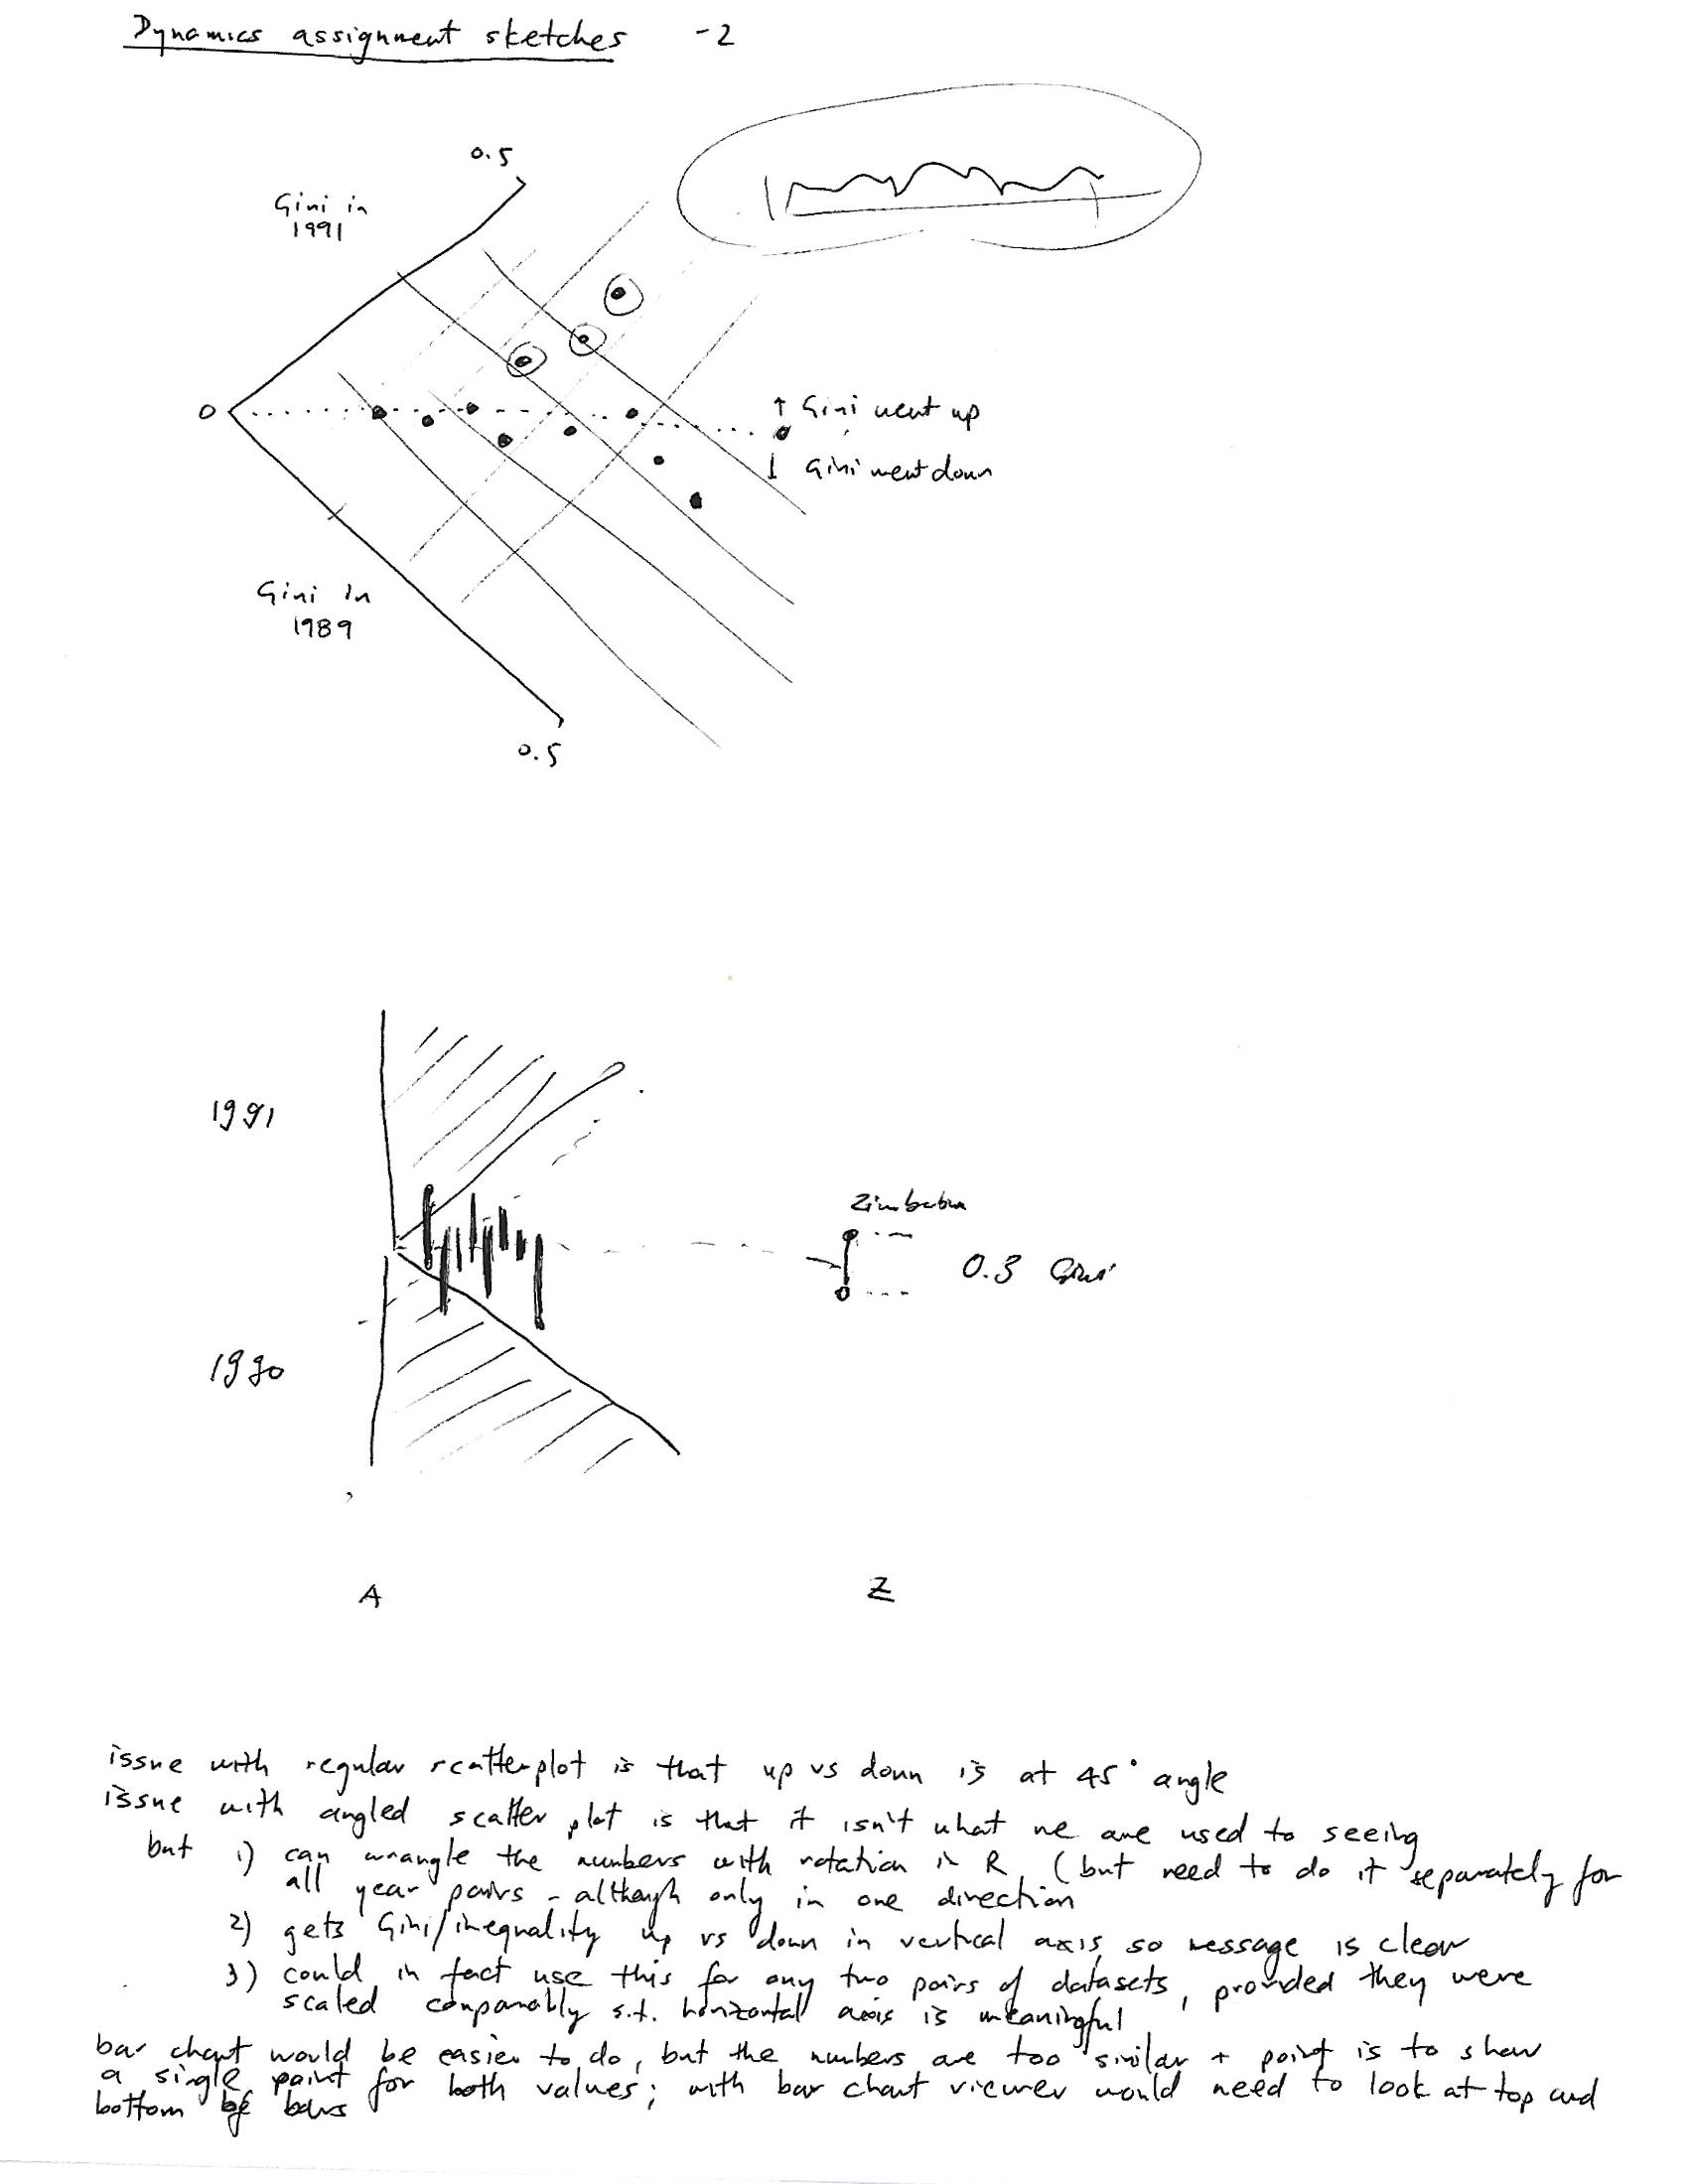 Dynamics assignment sketches -2
0.5
Gini in
1991
0
↑ Gini went up
↓ Gini went down
Gini in
1989
0.5
1991
Zimbabwe
0.3 Gini
1990
A Z
issue with regular scatterplot is that up vs down is at 45° angle
issue with angled scatter plot is that it isn't what we are used to seeing
but 1) can wrangle the numbers with rotation in R (but need to do it separately for
all year pairs - although only in one direction
2) gets Gini/inequality up vs down in vertical axis, so message is clear
3) could in fact use this for any two pairs of datasets, provided they were
scaled comparably s.t. horizontal axis is meaningful
bar chart would be easier to do, but the numbers are too similar + point is to show
a single point for both values; with bar chart viewer would need to look at top and
bottom of bars